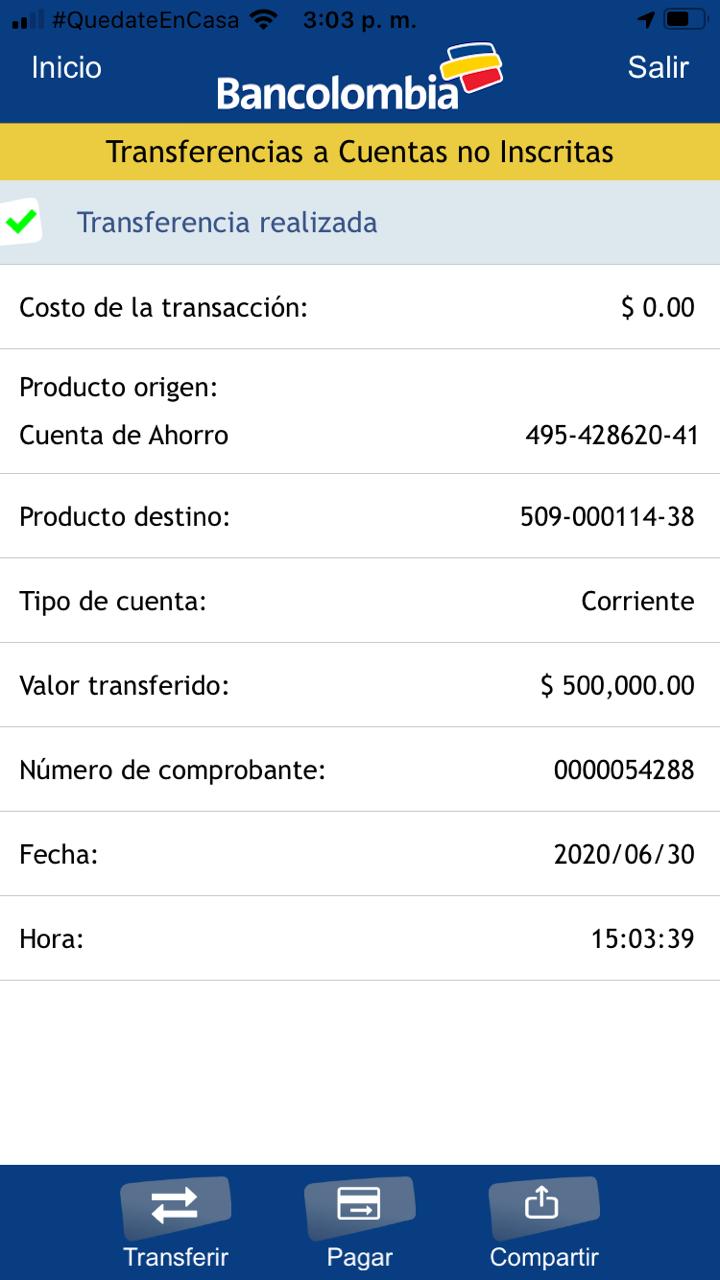 #QuedateEnCasa 3:03 p. m.
Inicio Bancolombia Salir
Transferencias a Cuentas no Inscritas
Transferencia realizada
Costo de la transacción: $ 0.00
Producto origen:
Cuenta de Ahorro 495-428620-41
Producto destino: 509-000114-38
Tipo de cuenta: Corriente
Valor transferido: $ 500,000.00
Número de comprobante: 0000054288
Fecha: 2020/06/30
Hora: 15:03:39
Transferir Pagar Compartir